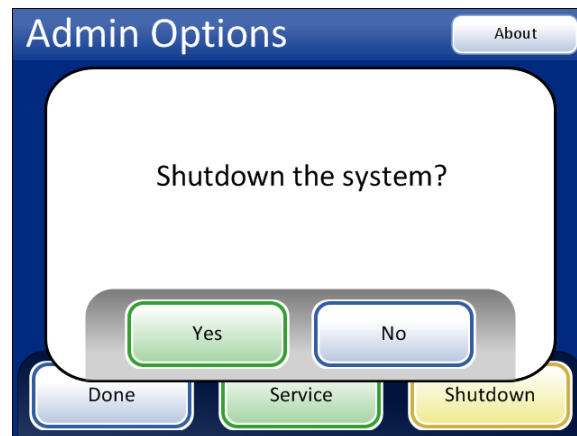 Admin Options
About
Shutdown the system?
Yes
No
Done
Service
Shutdown